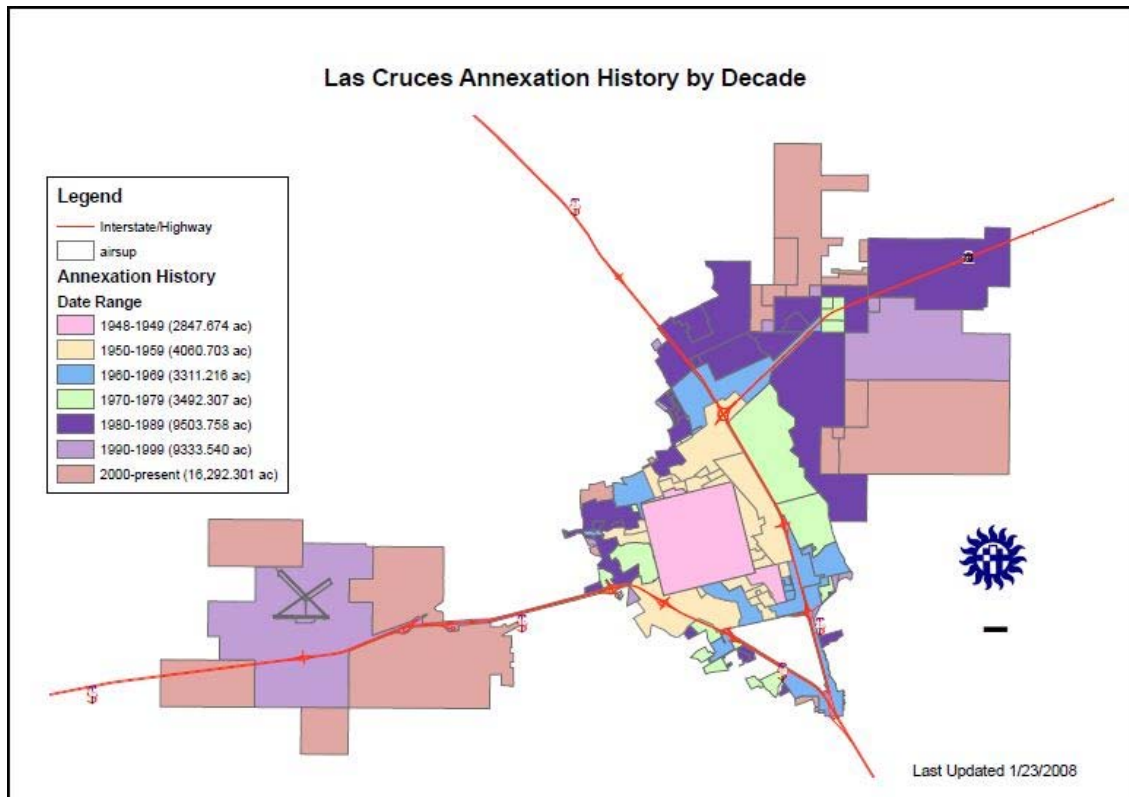 Las Cruces Annexation History by Decade
Legend
Interstate/Highway
airsup
Annexation History
Date Range
1948-1949 (2847.674 ac)
1950-1959 (4060.703 ac)
1960-1969 (3311.216 ac)
1970-1979 (3492.307 ac)
1980-1989 (9503.758 ac)
1990-1999 (9333.540 ac)
2000-present (16,292.301 ac)
Last Updated 1/23/2008